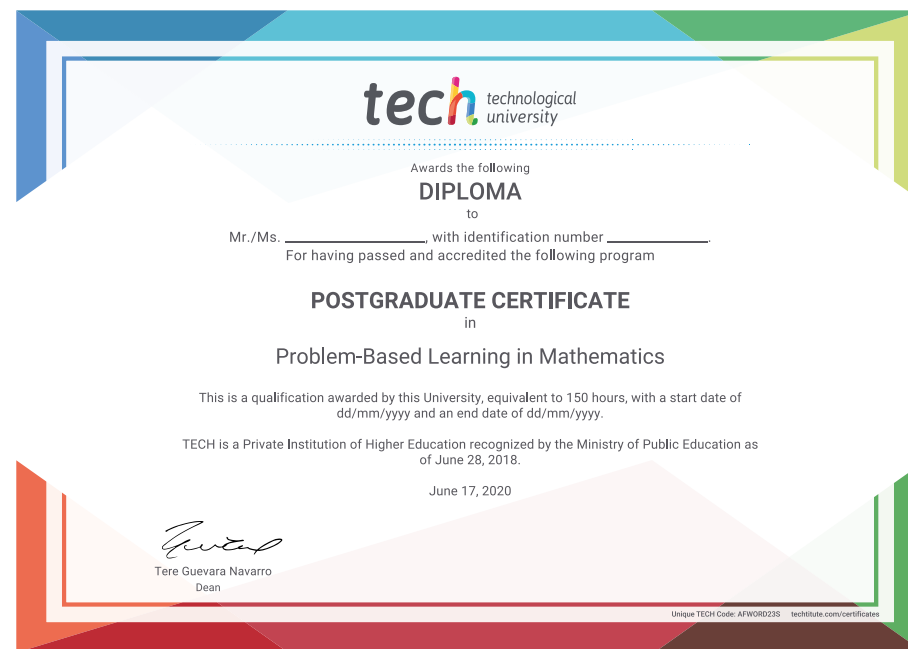 tech technological
university
Awards the following
DIPLOMA
to
Mr./Ms. ____________________, with identification number ______________.
For having passed and accredited the following program
POSTGRADUATE CERTIFICATE
in
Problem-Based Learning in Mathematics
This is a qualification awarded by this University, equivalent to 150 hours, with a start date of
dd/mm/yyyy and an end date of dd/mm/yyyy.
TECH is a Private Institution of Higher Education recognized by the Ministry of Public Education as
of June 28, 2018.
June 17, 2020
Tere Guevara Navarro
Dean
Unique TECH Code: AFWORD23S techtitute.com/certificates